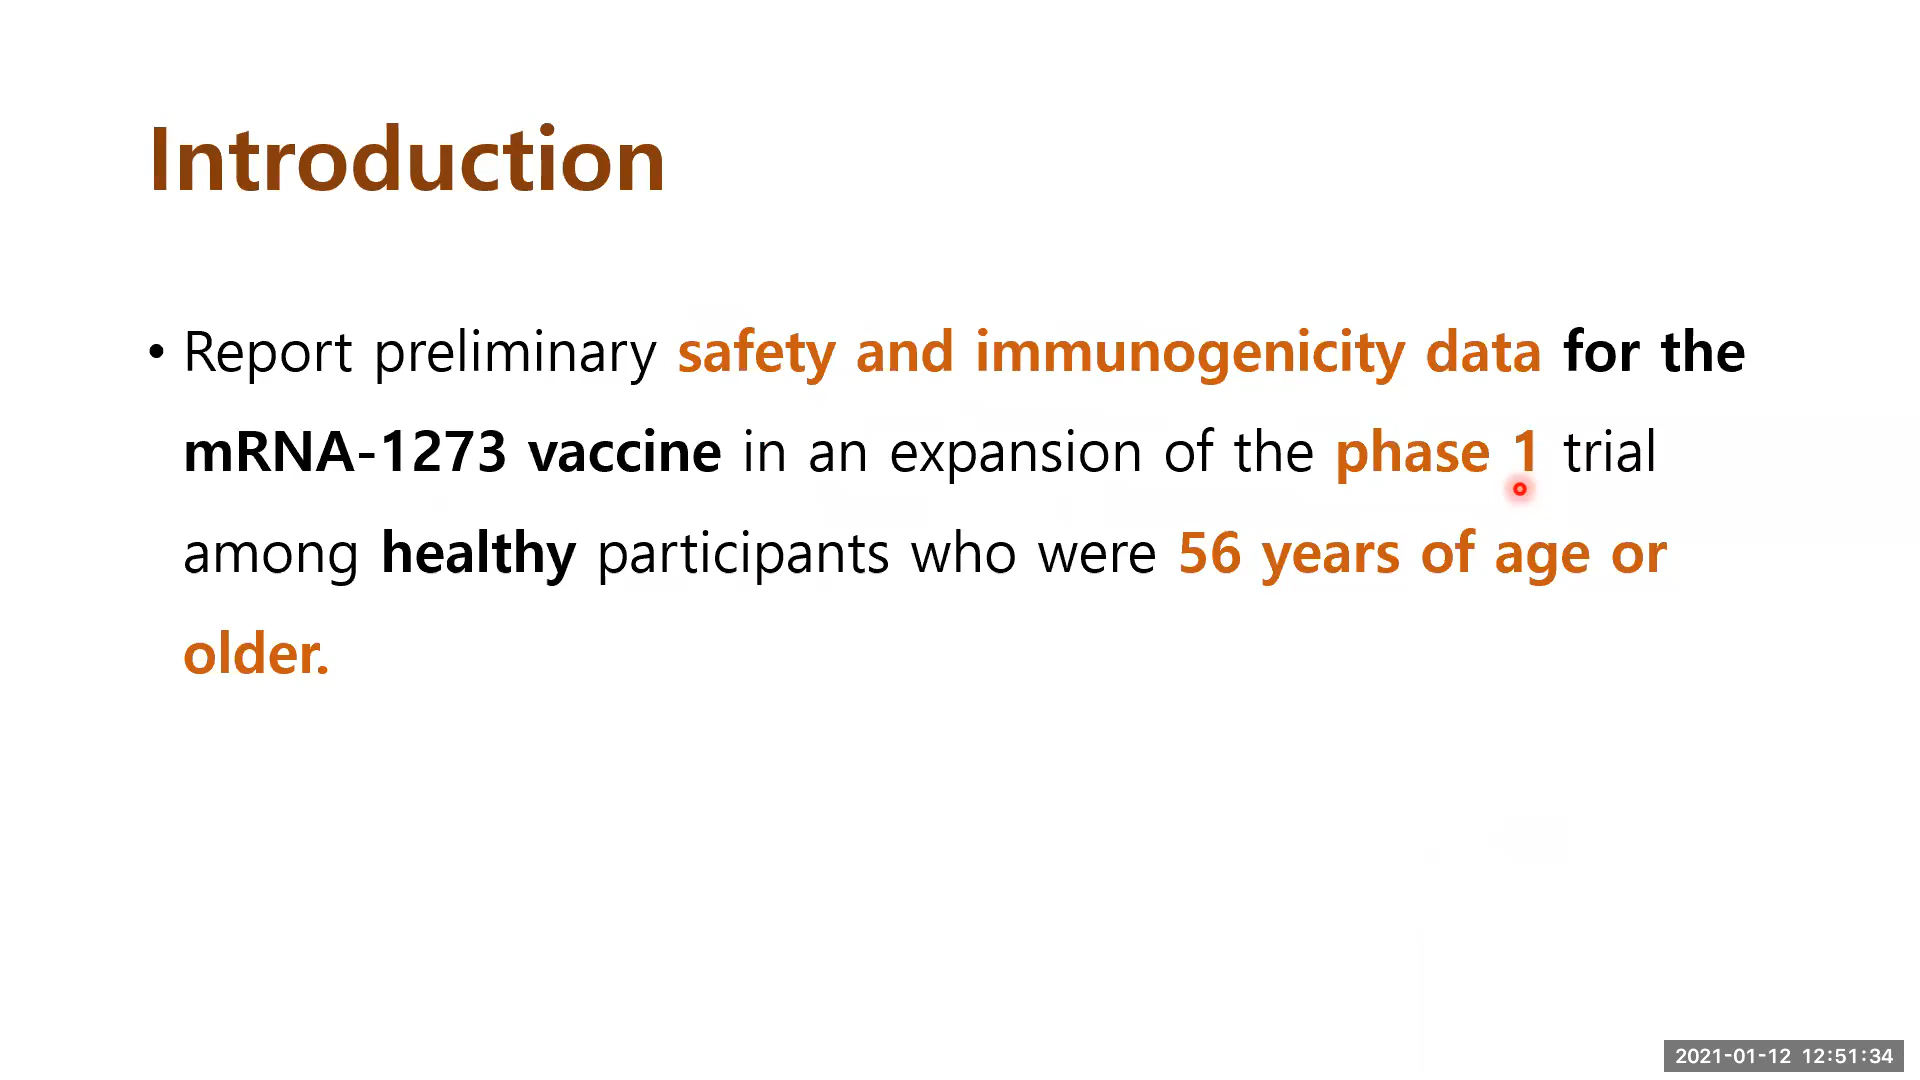 Introduction
• Report preliminary safety and immunogenicity data for the
mRNA-1273 vaccine in an expansion of the phase 1 trial
among healthy participants who were 56 years of age or
older.
2021-01-12 12:51:34